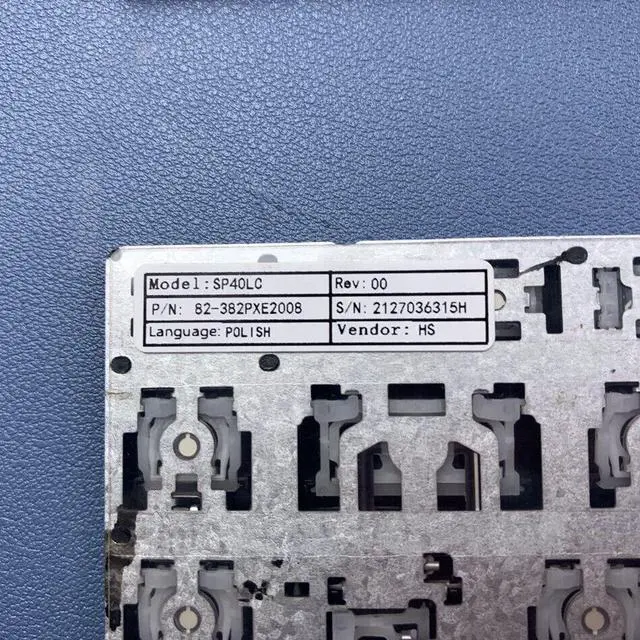 Model:SP40LC Rev:00
P/N: 82-382PXE2008 S/N: 2127036315H
Language: POLISH Vendor: HS